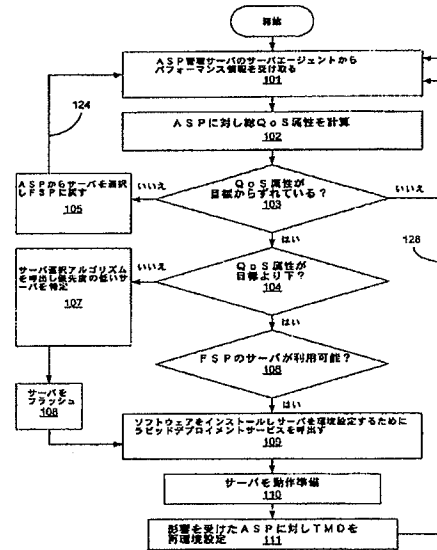 開始
ASP管理サーバのサーバエージェントから
パフォーマンス情報を受け取る
101
124
ASPに対し総QoS属性を計算
102
ASPからサーバを選択
しFSPに戻す
105
いいえ
QoS属性が
目標からずれている?
103
いいえ
はい
128
サーバ選択アルゴリズム
を呼出し優先度の低いサー
バを特定
107
いいえ
QoS属性が
目標より下?
104
はい
FSPのサーバが利用可能?
108
サーバを
フラッシュ
108
はい
ソフトウェアをインストールしサーバを環境設定するために
ラピッドデプロイメントサービスを呼出す
109
サーバを動作準備
110
影響を受けたASPに対しTMDを
再環境設定
111